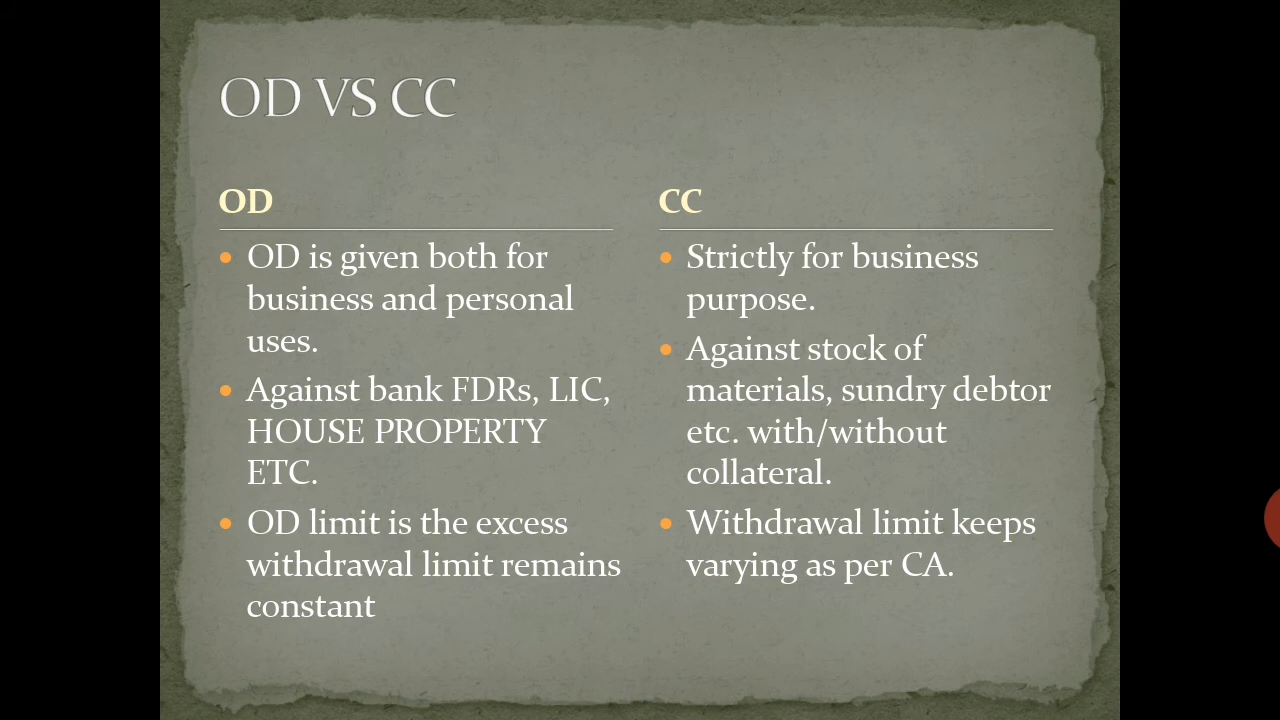 OD VS CC
OD
OD is given both for
business and personal
uses.
Against bank FDRs, LIC,
HOUSE PROPERTY
ETC.
OD limit is the excess
withdrawal limit remains
constant
CC
Strictly for business
purpose.
Against stock of
materials, sundry debtor
etc. with/without
collateral.
Withdrawal limit keeps
varying as per CA.